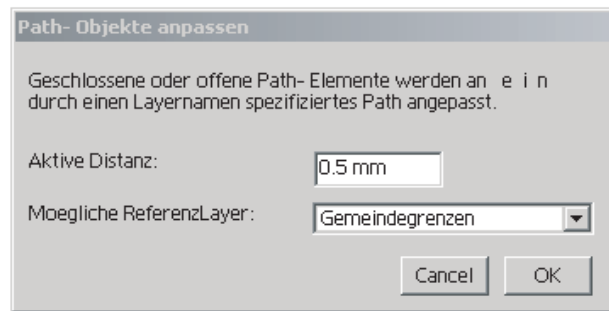 Path- Objekte anpassen
Geschlossene oder offene Path- Elemente werden an e i n
durch einen Layernamen spezifiziertes Path angepasst.
Aktive Distanz:
0.5 mm
Moegliche ReferenzLayer:
Gemeindegrenzen
Cancel
OK